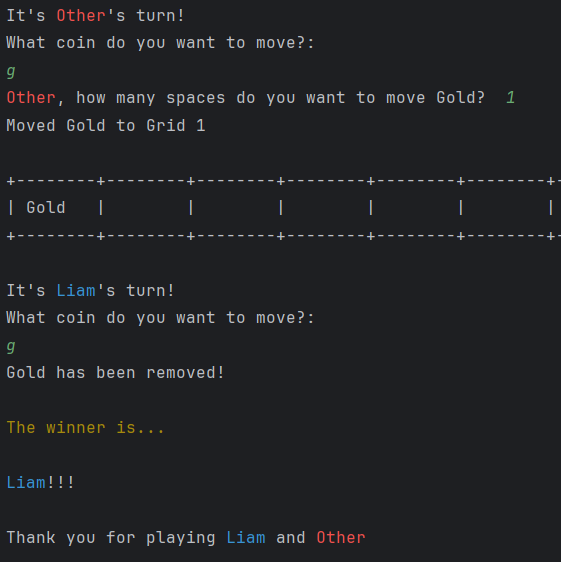 It's Other's turn!
What coin do you want to move?:
g
Other, how many spaces do you want to move Gold?  1
Moved Gold to Grid 1
+--------+--------+--------+--------+--------+--------+-
| Gold   |        |        |        |        |        |
+--------+--------+--------+--------+--------+--------+-
It's Liam's turn!
What coin do you want to move?:
g
Gold has been removed!
The winner is...
Liam!!!
Thank you for playing Liam and Other